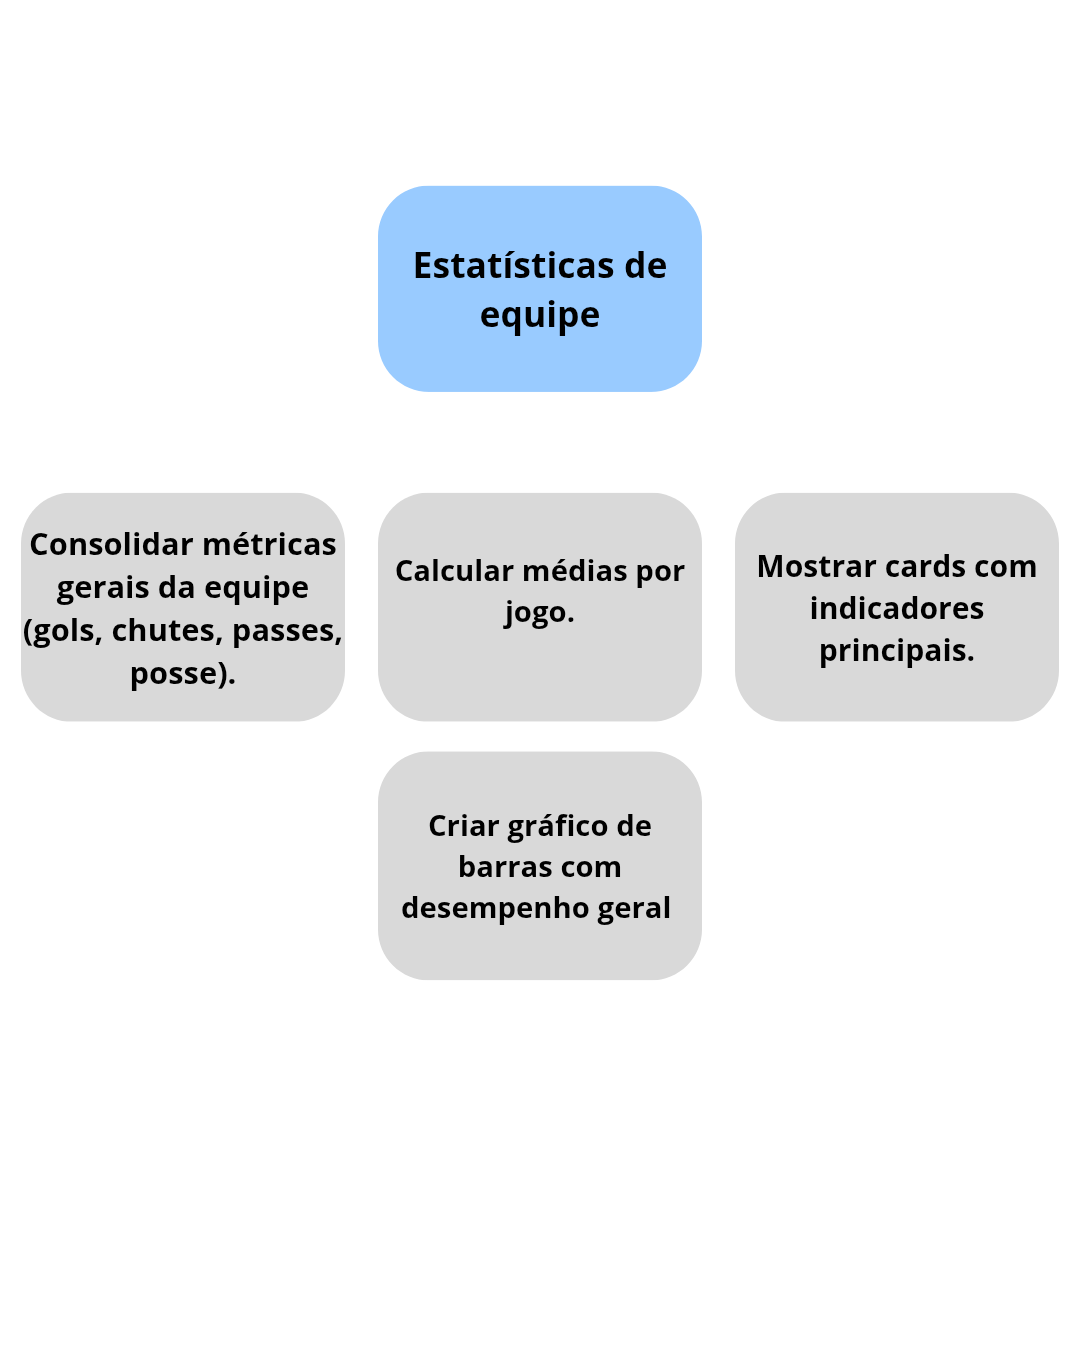 Estatísticas de
equipe
Consolidar métricas
gerais da equipe
(gols, chutes, passes,
posse).
Calcular médias por
jogo.
Mostrar cards com
indicadores
principais.
Criar gráfico de
barras com
desempenho geral